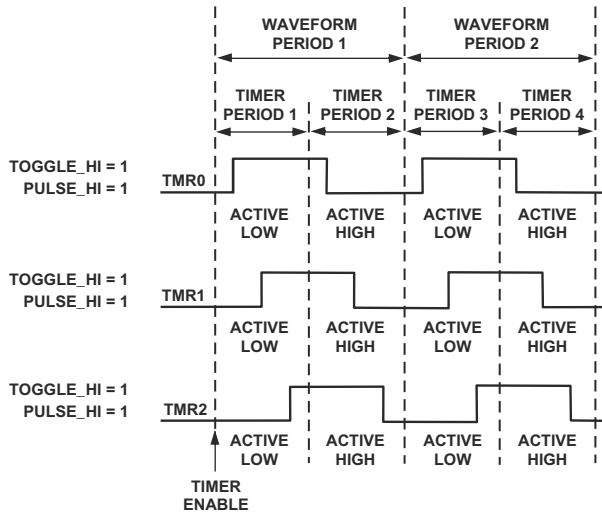 WAVEFORM WAVEFORM
PERIOD 1 PERIOD 2
TIMER TIMER TIMER TIMER
PERIOD 1 PERIOD 2 PERIOD 3 PERIOD 4
TOGGLE_HI = 1
PULSE_HI = 1 TMR0
ACTIVE ACTIVE ACTIVE ACTIVE
LOW HIGH LOW HIGH
TOGGLE_HI = 1
PULSE_HI = 1 TMR1
ACTIVE ACTIVE ACTIVE ACTIVE
LOW HIGH LOW HIGH
TOGGLE_HI = 1
PULSE_HI = 1 TMR2
ACTIVE ACTIVE ACTIVE ACTIVE
LOW HIGH LOW HIGH
TIMER
ENABLE